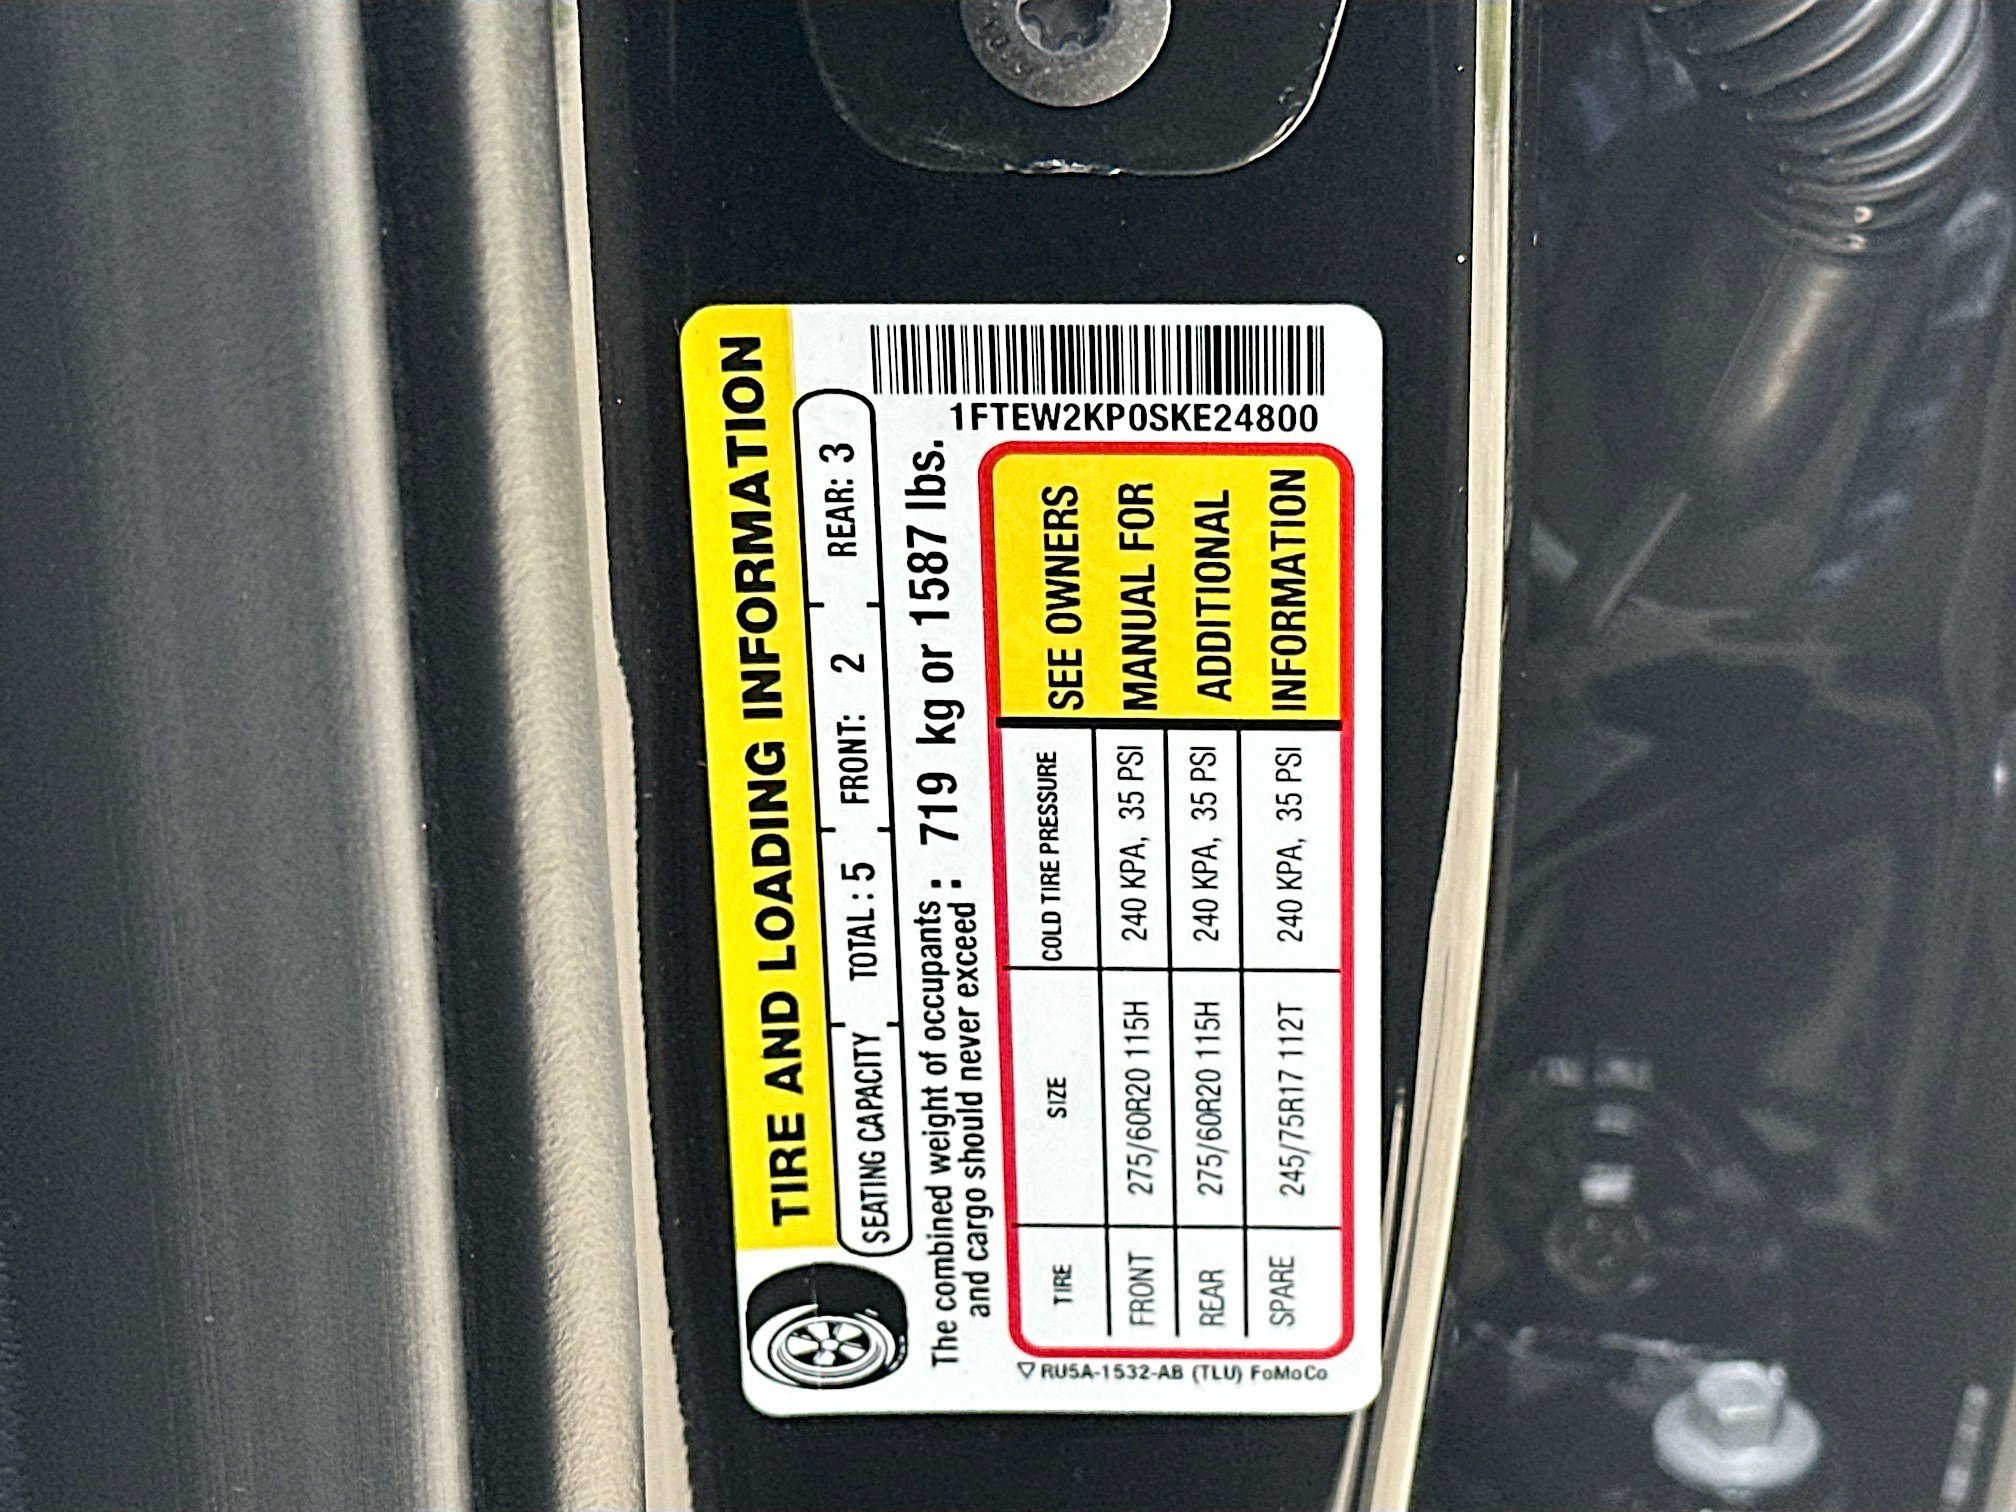 TIRE AND LOADING INFORMATION
SEATING CAPACITY TOTAL : 5 FRONT: 2 REAR: 3
The combined weight of occupants : 719 kg or 1587 lbs.
and cargo should never exceed :
1FTEW2KP0SKE24800
TIRE SIZE COLD TIRE PRESSURE
FRONT 275/60R20 115H 240 KPA, 35 PSI
REAR 275/60R20 115H 240 KPA, 35 PSI
SPARE 245/75R17 112T 240 KPA, 35 PSI
SEE OWNERS
MANUAL FOR
ADDITIONAL
INFORMATION
▽ RU5A-1532-AB (TLU) FoMoCo